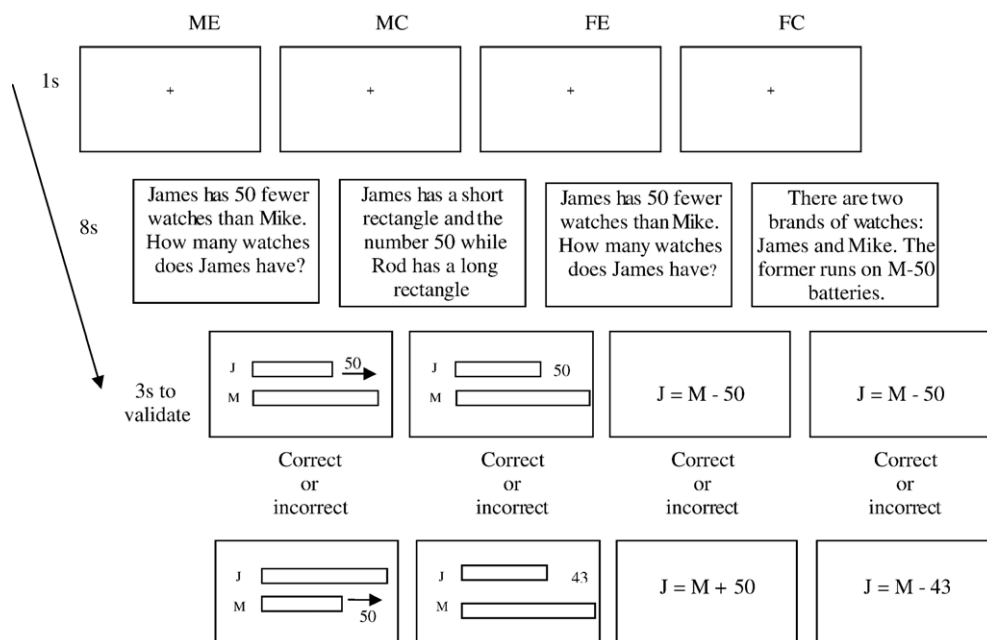 ME MC FE FC
1s
+ + + +
8s
James has 50 fewer
watches than Mike.
How many watches
does James have?
James has a short
rectangle and the
number 50 while
Rod has a long
rectangle
James has 50 fewer
watches than Mike.
How many watches
does James have?
There are two
brands of watches:
James and Mike. The
former runs on M-50
batteries.
3s to
validate
J 50
M
J 50
M
J = M - 50
J = M - 50
Correct
or
incorrect
Correct
or
incorrect
Correct
or
incorrect
Correct
or
incorrect
J
M
50
J 43
M
J = M + 50
J = M - 43